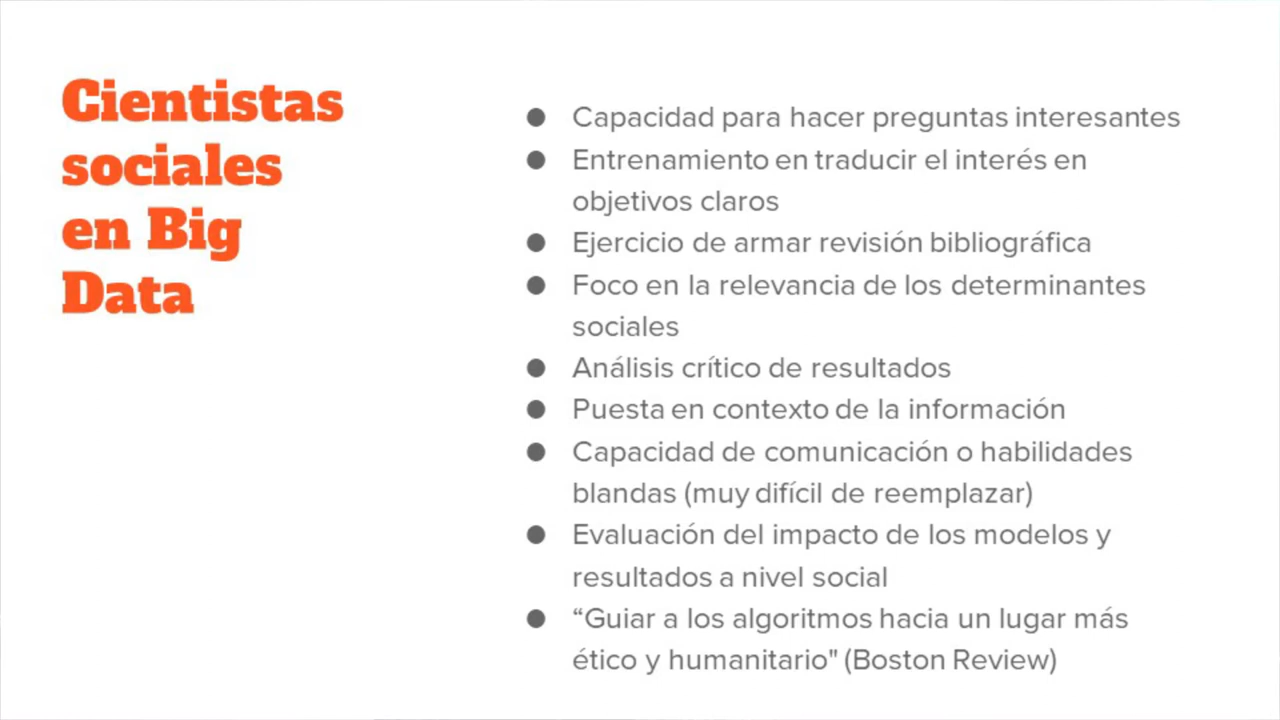 Cientistas
sociales
en Big
Data
● Capacidad para hacer preguntas interesantes
● Entrenamiento en traducir el interés en
objetivos claros
● Ejercicio de armar revisión bibliográfica
● Foco en la relevancia de los determinantes
sociales
● Análisis crítico de resultados
● Puesta en contexto de la información
● Capacidad de comunicación o habilidades
blandas (muy difícil de reemplazar)
● Evaluación del impacto de los modelos y
resultados a nivel social
● “Guiar a los algoritmos hacia un lugar más
ético y humanitario" (Boston Review)